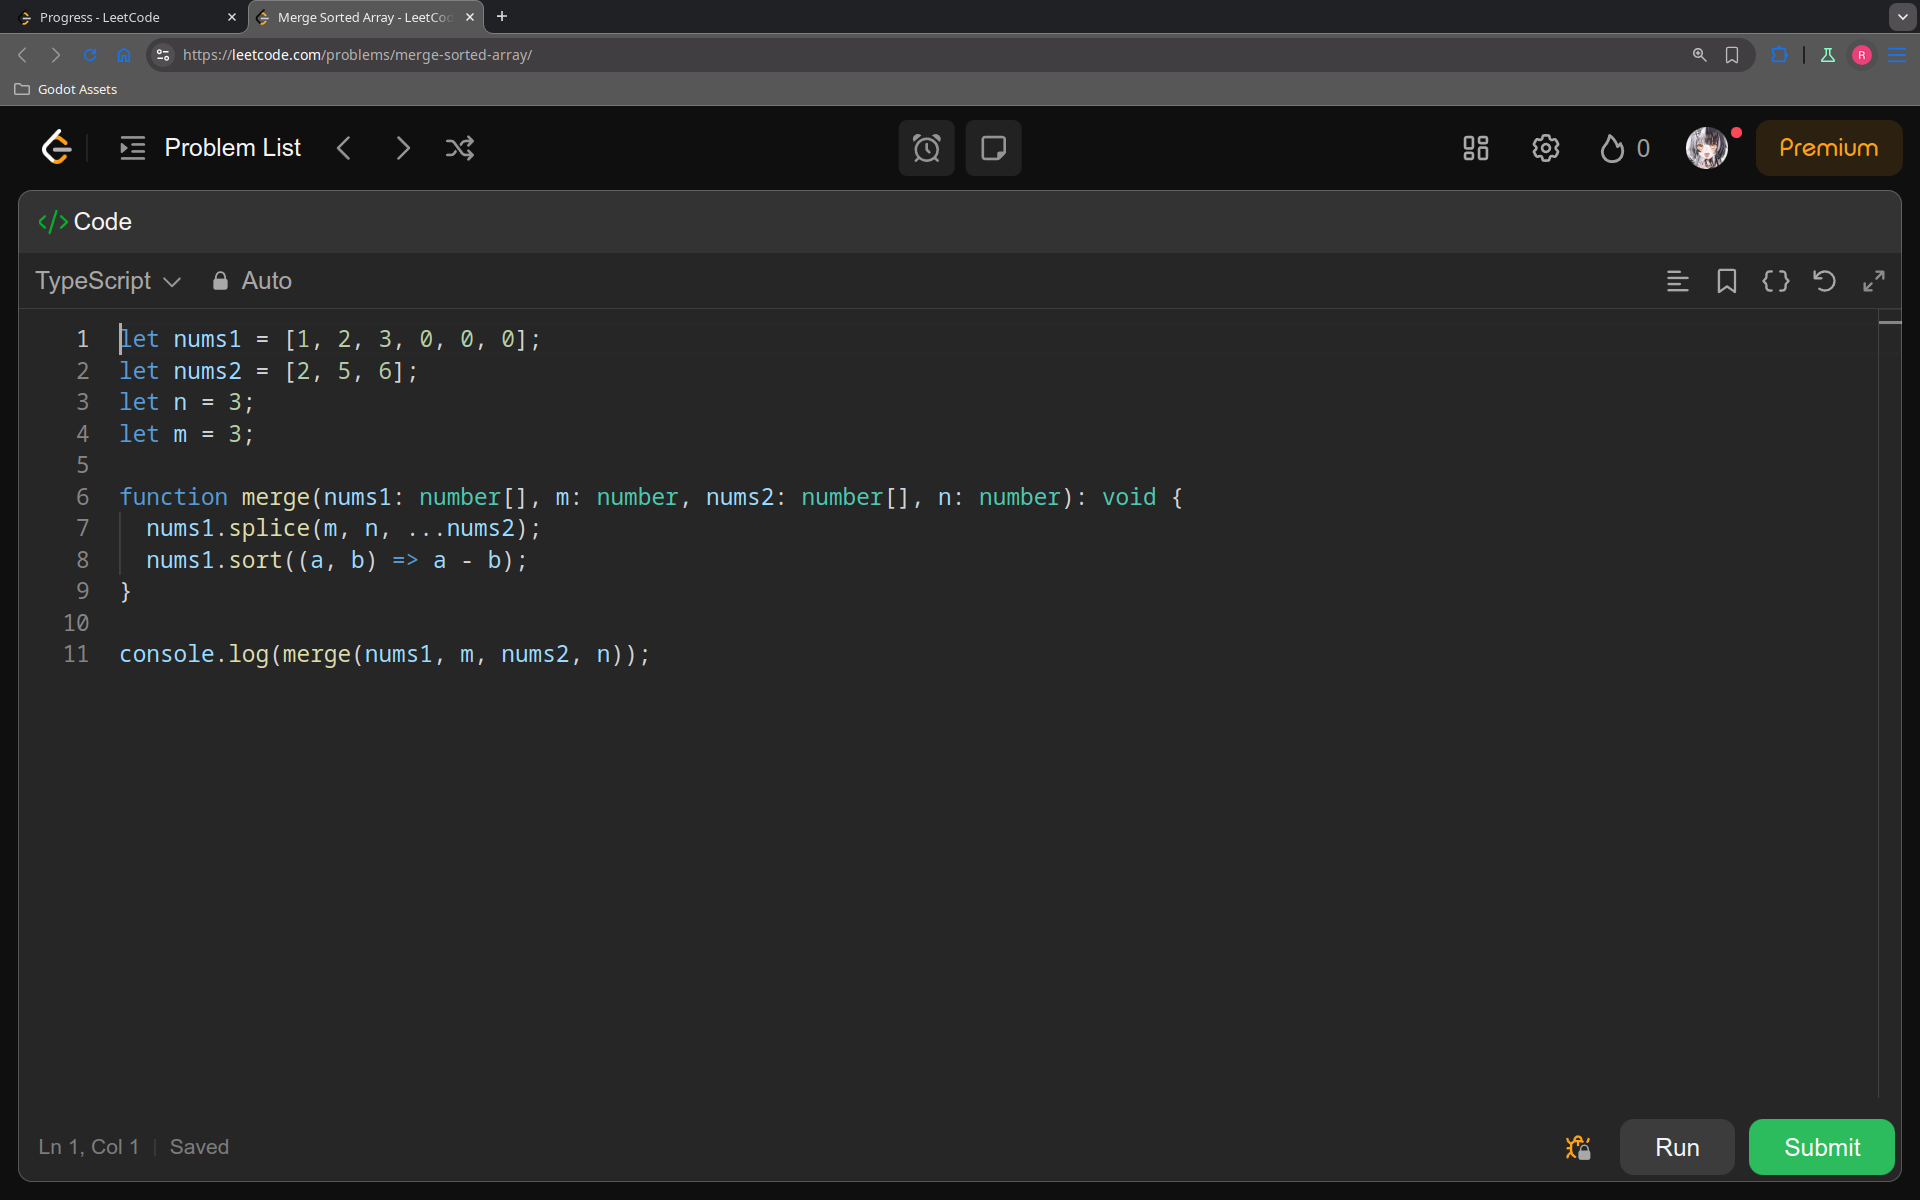 Progress - LeetCode
Merge Sorted Array - LeetCo
https://leetcode.com/problems/merge-sorted-array/
R
Godot Assets
Problem List
0
Premium
</> Code
TypeScript
Auto
1 let nums1 = [1, 2, 3, 0, 0, 0];
2 let nums2 = [2, 5, 6];
3 let n = 3;
4 let m = 3;
5
6 function merge(nums1: number[], m: number, nums2: number[], n: number): void {
7   nums1.splice(m, n, ...nums2);
8   nums1.sort((a, b) => a - b);
9 }
10
11 console.log(merge(nums1, m, nums2, n));
Ln 1, Col 1 | Saved
Run
Submit